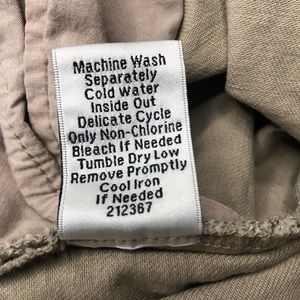 Machine Wash
Separately
Cold water
Inside Out
Delicate Cycle
Only Non-Chlorine
Bleach If Needed
Tumble Dry Low
Remove Promptly
Cool Iron
If Needed
212367